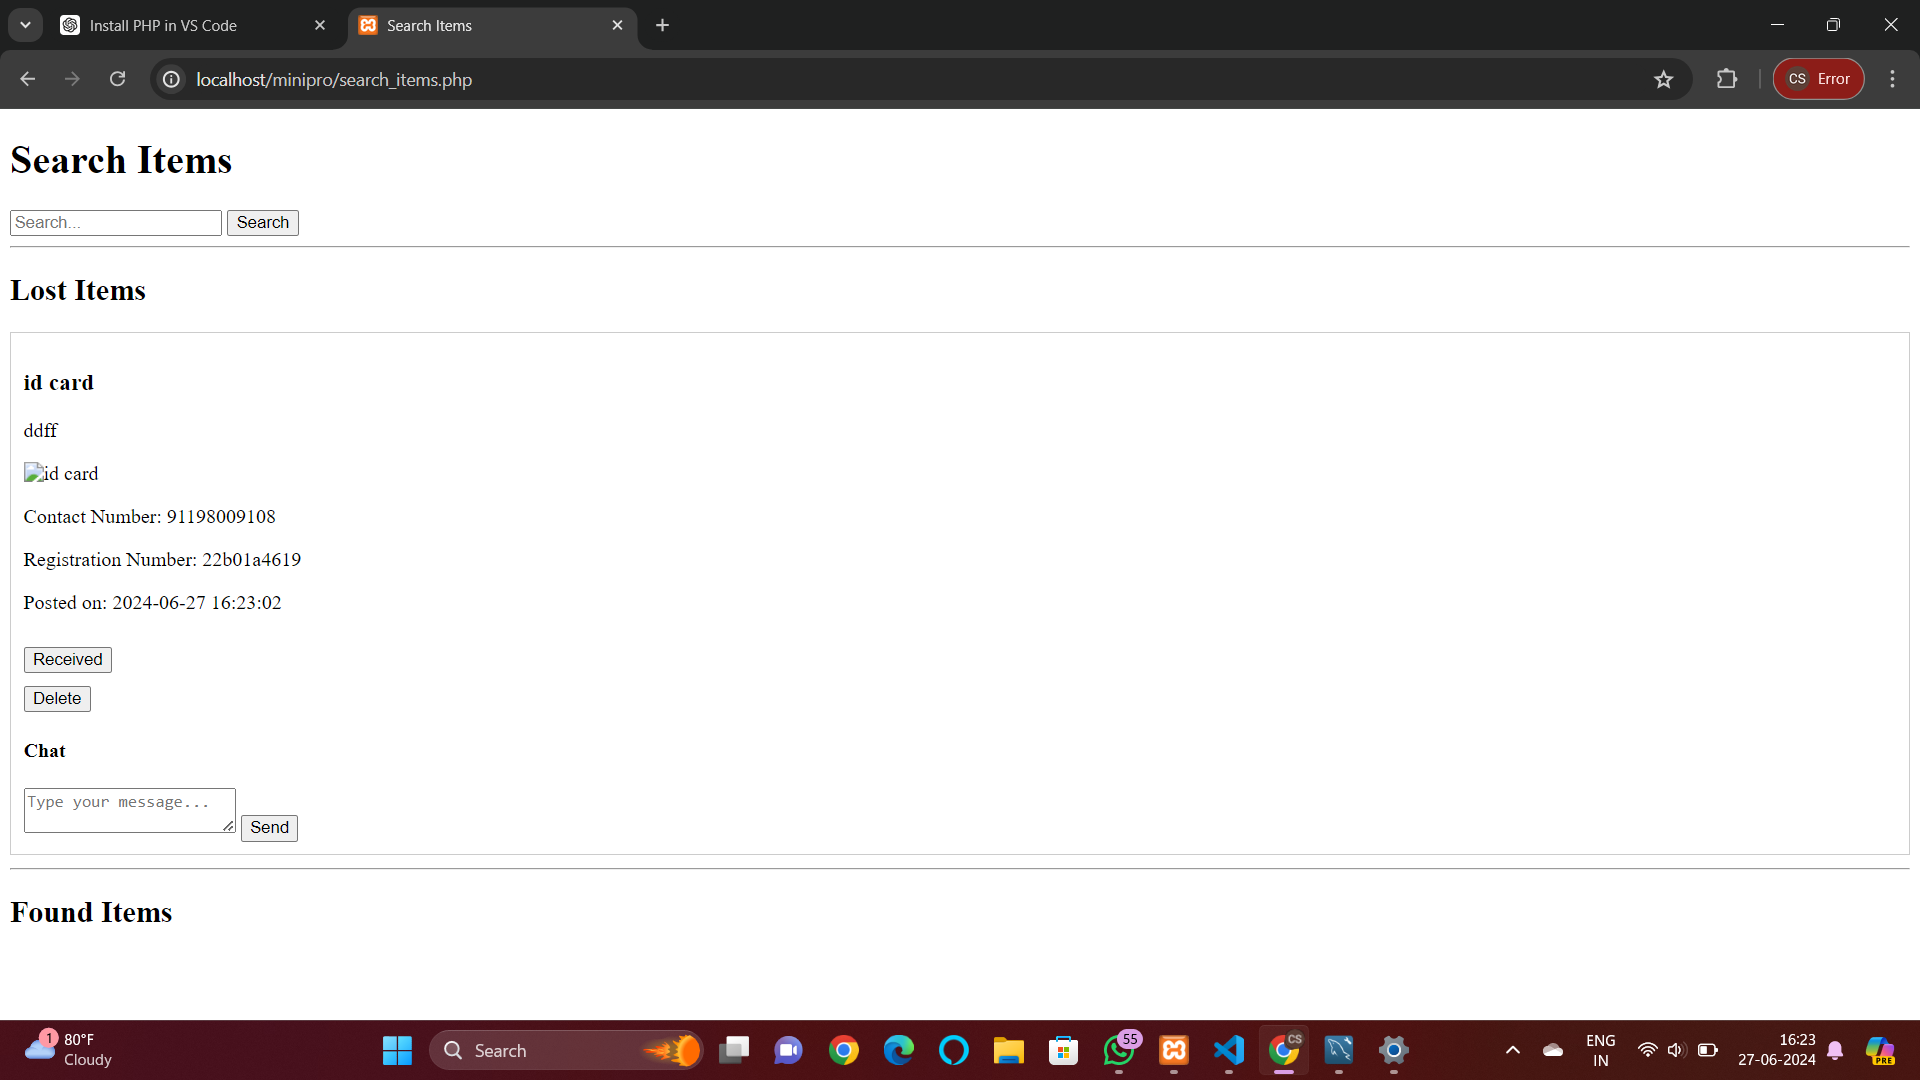 Install PHP in VS Code
Search Items
localhost/minipro/search_items.php
CS Error
Search Items
Search...
Search
Lost Items
id card
ddff
id card
Contact Number: 91198009108
Registration Number: 22b01a4619
Posted on: 2024-06-27 16:23:02
Received
Delete
Chat
Type your message...
Send
Found Items
1
80°F
Cloudy
Search
55
CS
ENG
IN
16:23
27-06-2024
PRE